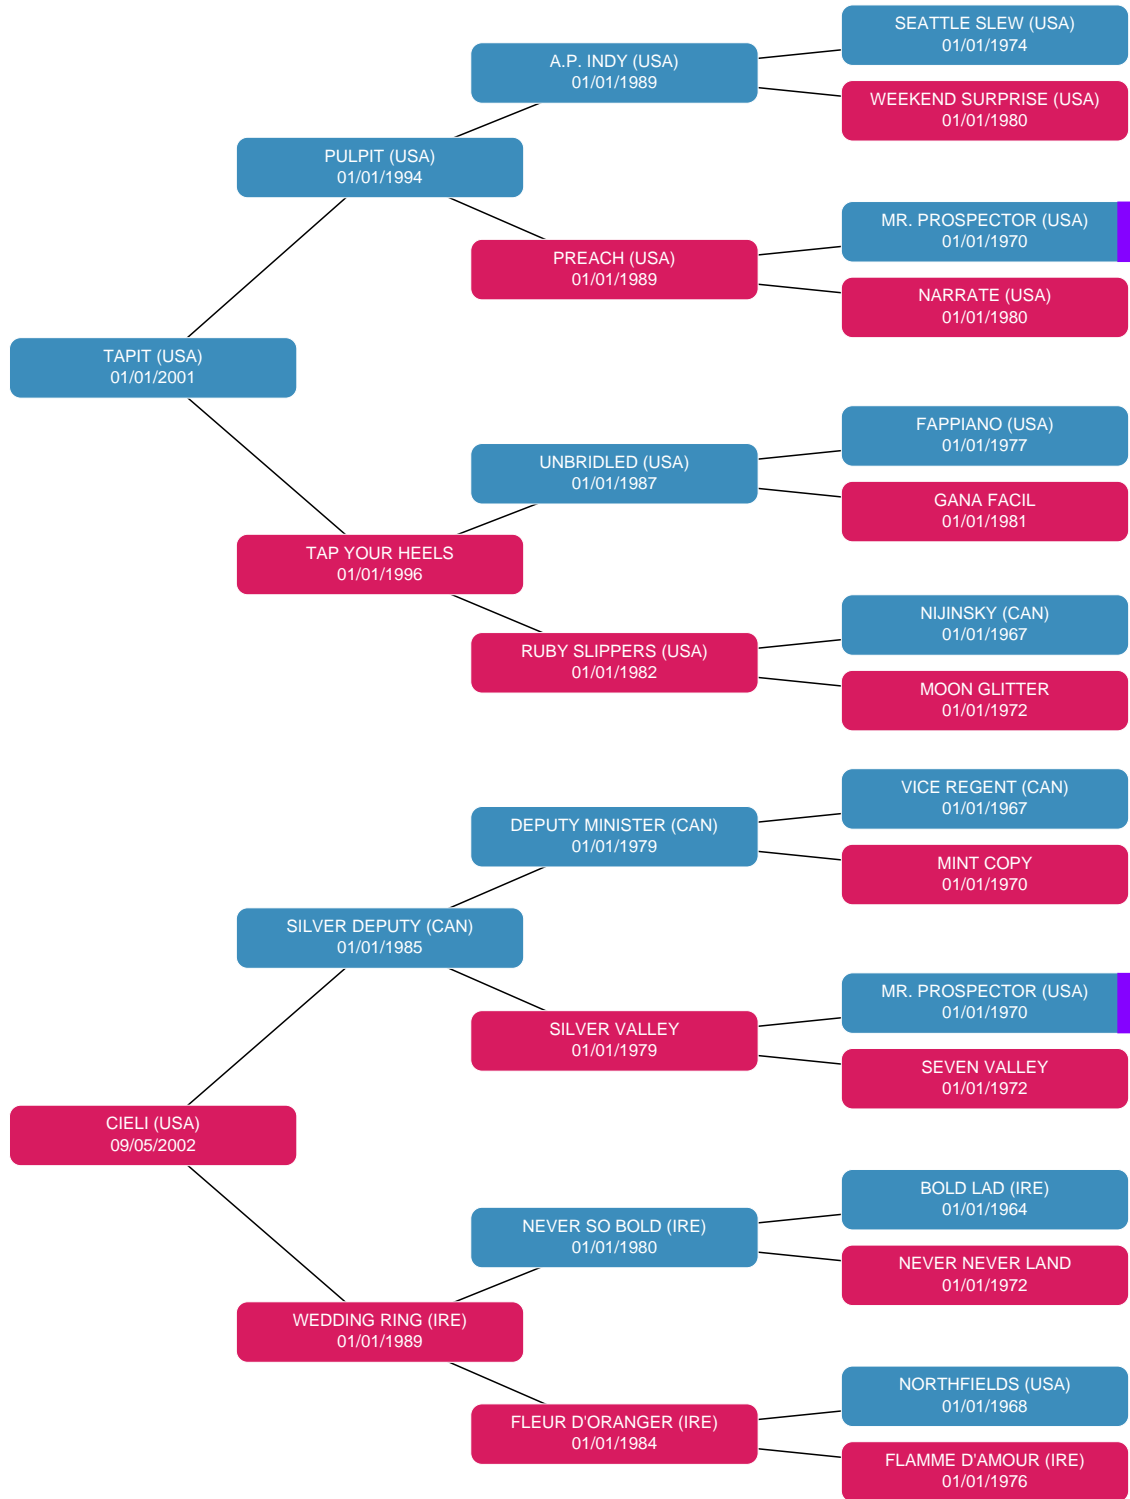 SEATTLE SLEW (USA)
01/01/1974
A.P. INDY (USA)
01/01/1989
WEEKEND SURPRISE (USA)
01/01/1980
PULPIT (USA)
01/01/1994
MR. PROSPECTOR (USA)
01/01/1970
PREACH (USA)
01/01/1989
NARRATE (USA)
01/01/1980
TAPIT (USA)
01/01/2001
FAPPIANO (USA)
01/01/1977
UNBRIDLED (USA)
01/01/1987
GANA FACIL
01/01/1981
TAP YOUR HEELS
01/01/1996
NIJINSKY (CAN)
01/01/1967
RUBY SLIPPERS (USA)
01/01/1982
MOON GLITTER
01/01/1972
VICE REGENT (CAN)
01/01/1967
DEPUTY MINISTER (CAN)
01/01/1979
MINT COPY
01/01/1970
SILVER DEPUTY (CAN)
01/01/1985
MR. PROSPECTOR (USA)
01/01/1970
SILVER VALLEY
01/01/1979
SEVEN VALLEY
01/01/1972
CIELI (USA)
09/05/2002
BOLD LAD (IRE)
01/01/1964
NEVER SO BOLD (IRE)
01/01/1980
NEVER NEVER LAND
01/01/1972
WEDDING RING (IRE)
01/01/1989
NORTHFIELDS (USA)
01/01/1968
FLEUR D'ORANGER (IRE)
01/01/1984
FLAMME D'AMOUR (IRE)
01/01/1976